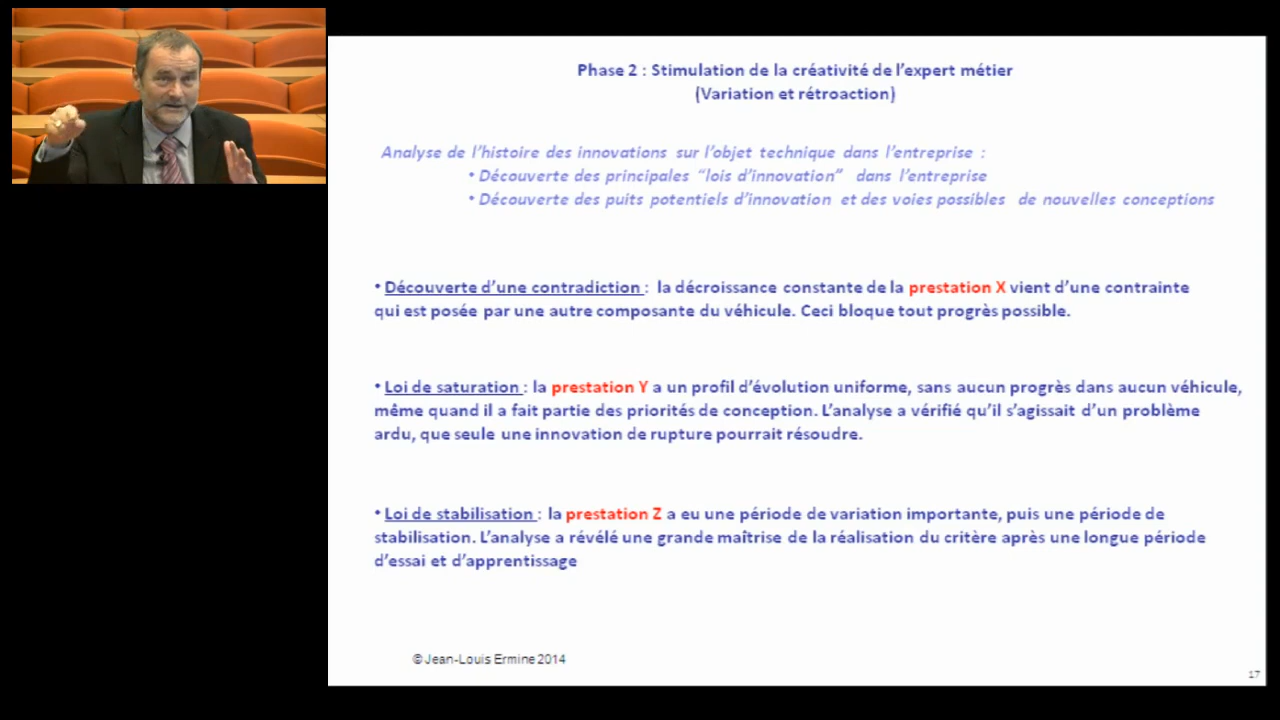 Phase 2 : Stimulation de la créativité de l'expert métier
(Variation et rétroaction)
Analyse de l'histoire des innovations sur l'objet technique dans l'entreprise :
• Découverte des principales "lois d'innovation" dans l'entreprise
• Découverte des puits potentiels d'innovation et des voies possibles de nouvelles conceptions
• Découverte d'une contradiction : la décroissance constante de la prestation X vient d'une contrainte
qui est posée par une autre composante du véhicule. Ceci bloque tout progrès possible.
• Loi de saturation : la prestation Y a un profil d'évolution uniforme, sans aucun progrès dans aucun véhicule,
même quand il a fait partie des priorités de conception. L'analyse a vérifié qu'il s'agissait d'un problème
ardu, que seule une innovation de rupture pourrait résoudre.
• Loi de stabilisation : la prestation Z a eu une période de variation importante, puis une période de
stabilisation. L'analyse a révélé une grande maîtrise de la réalisation du critère après une longue période
d'essai et d'apprentissage
© Jean-Louis Ermine 2014
17